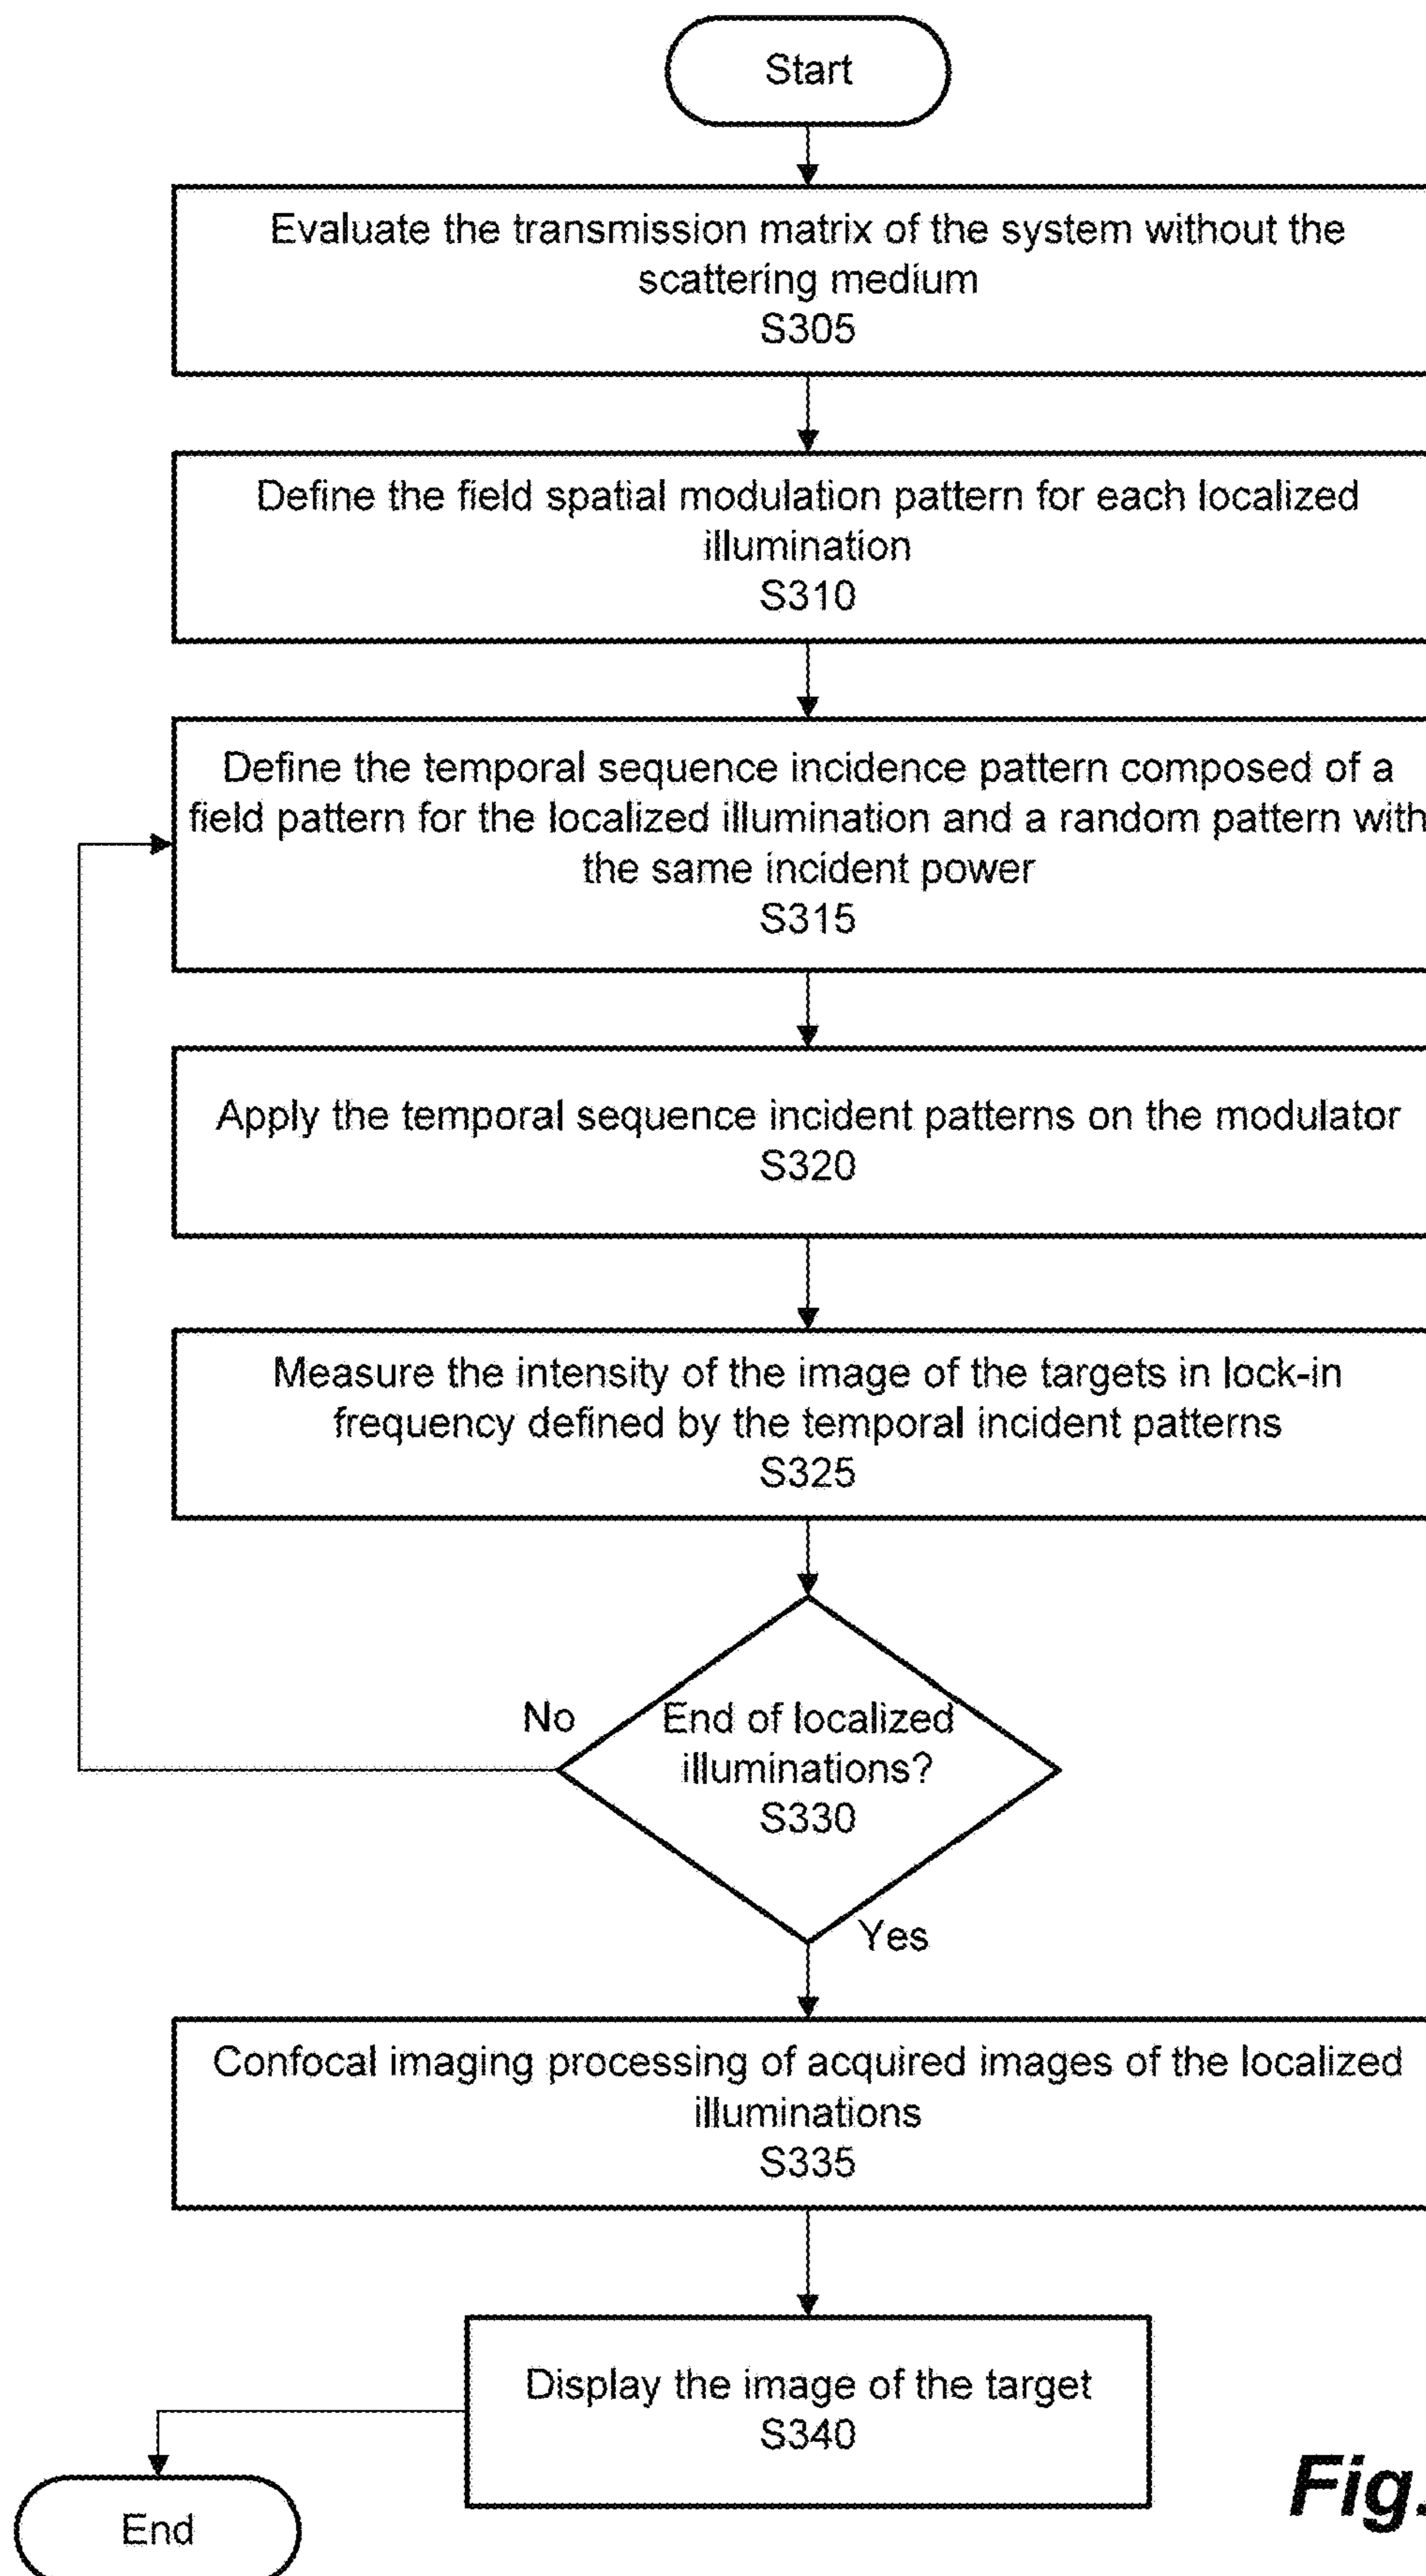 Start
Evaluate the transmission matrix of the system without the
scattering medium
S305
Define the field spatial modulation pattern for each localized
illumination
S310
Define the temporal sequence incidence pattern composed of a
field pattern for the localized illumination and a random pattern with
the same incident power
S315
Apply the temporal sequence incident patterns on the modulator
S320
Measure the intensity of the image of the targets in lock-in
frequency defined by the temporal incident patterns
S325
No
End of localized
illuminations?
S330
Yes
Confocal imaging processing of acquired images of the localized
illuminations
S335
Display the image of the target
S340
Fig.
End